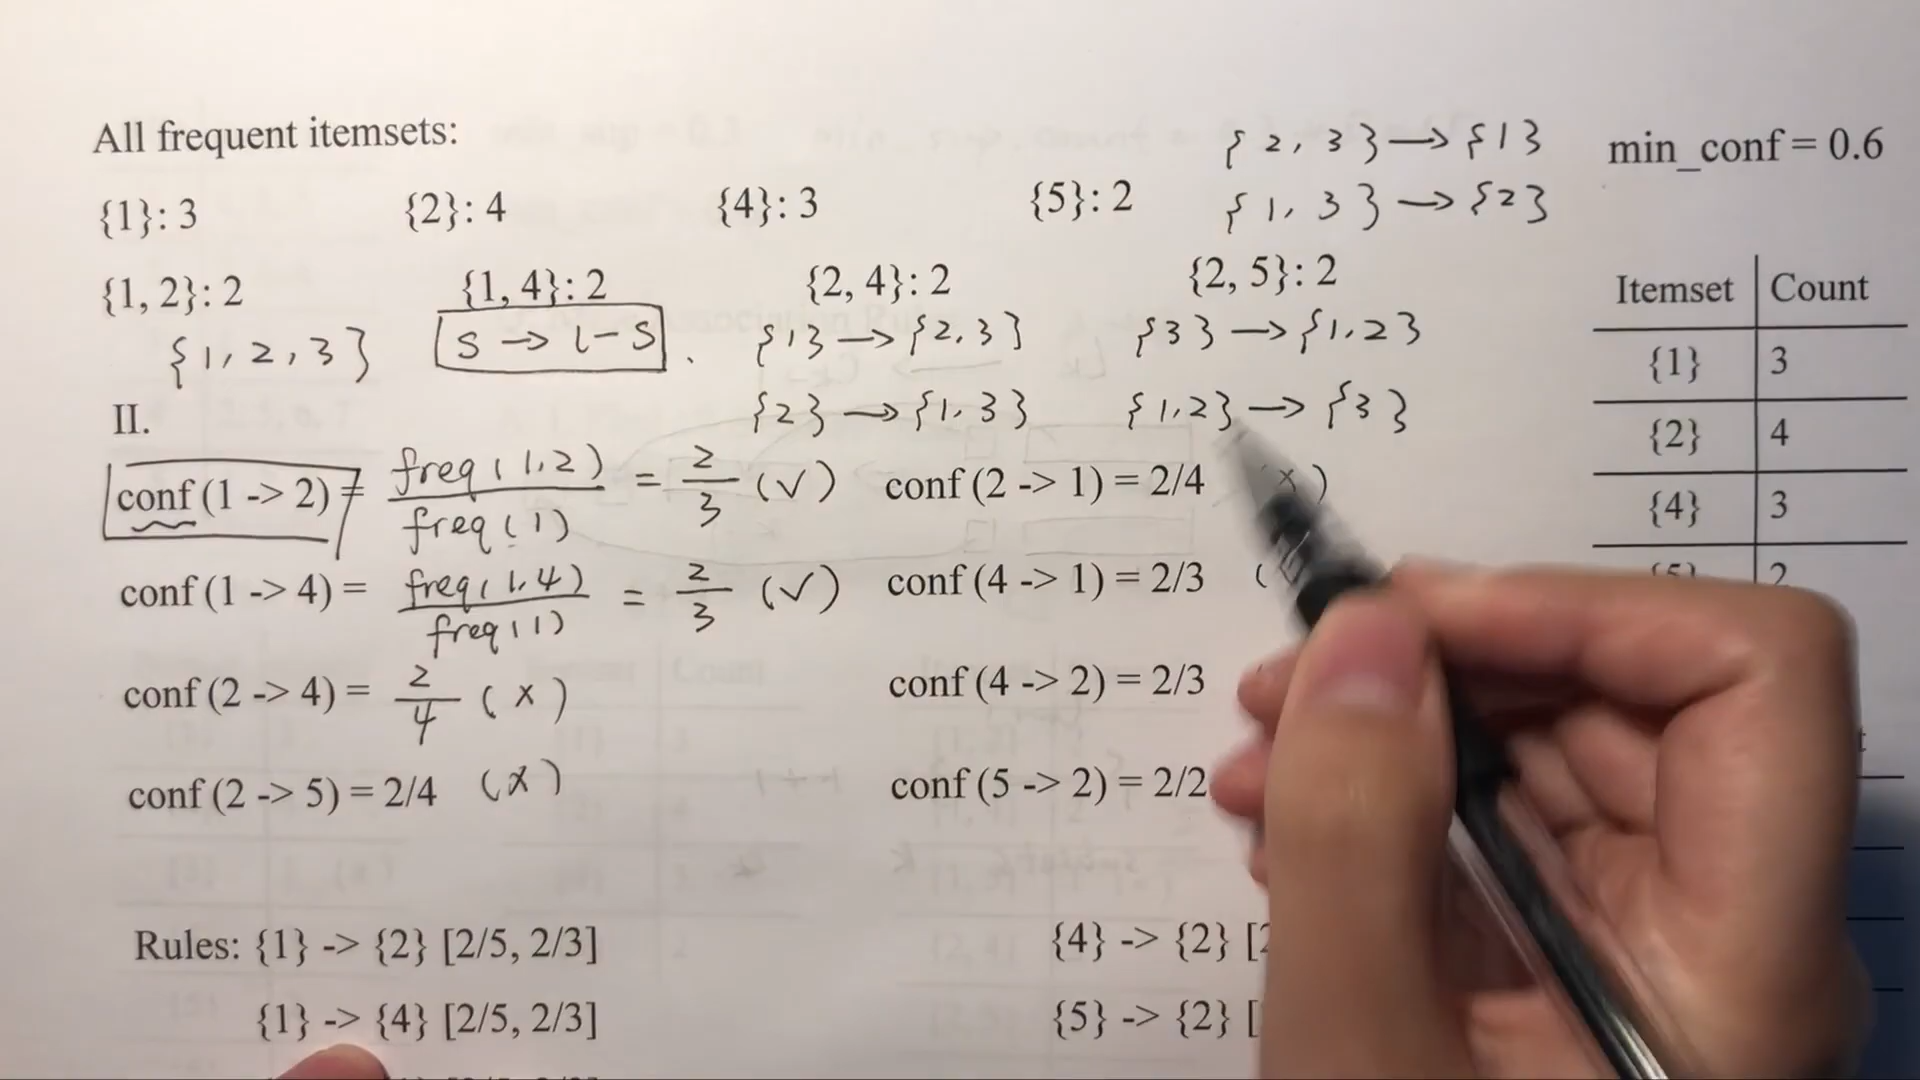 All frequent itemsets:
{2, 3} → {1}
min_conf = 0.6
{1}: 3 {2}: 4 {4}: 3 {5}: 2
{1, 3} → {2}
{1, 2}: 2 {1, 4}: 2 {2, 4}: 2 {2, 5}: 2
{1, 2, 3} S → l-S . {1} → {2, 3} {3} → {1, 2}
II. {2} → {1, 3} {1, 2} → {3}
conf (1 -> 2) = freq(1,2) / freq(1) = 2/3 (√) conf (2 -> 1) = 2/4 (x)
conf (1 -> 4) = freq(1,4) / freq(1) = 2/3 (√) conf (4 -> 1) = 2/3 (
conf (2 -> 4) = 2/4 (x) conf (4 -> 2) = 2/3
conf (2 -> 5) = 2/4 (x) conf (5 -> 2) = 2/2
Rules: {1} -> {2} [2/5, 2/3] {4} -> {2} [2
{1} -> {4} [2/5, 2/3] {5} -> {2} [
Itemset Count
{1} 3
{2} 4
{4} 3
{5} 2